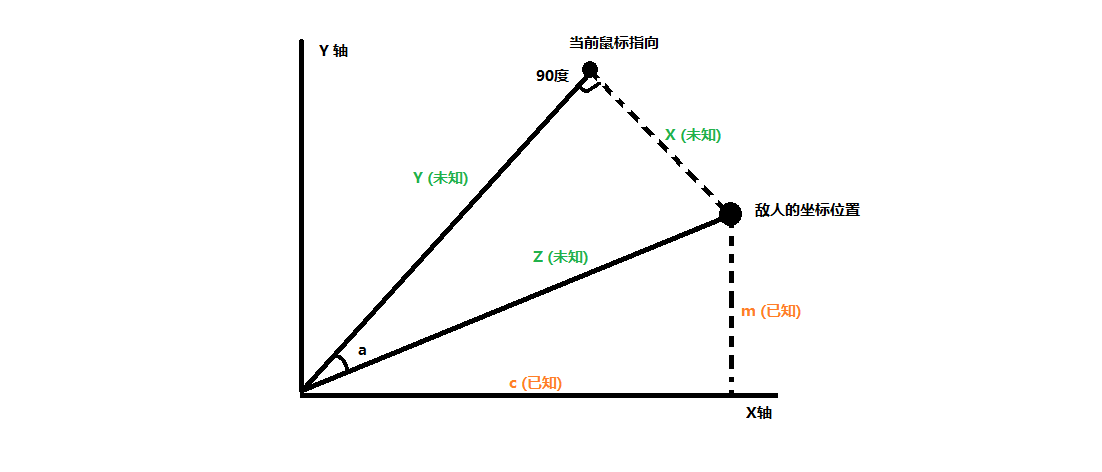 当前鼠标指向
Y 轴
90度
X (未知)
Y (未知)
敌人的坐标位置
Z (未知)
m (已知)
a
c (已知)
X轴